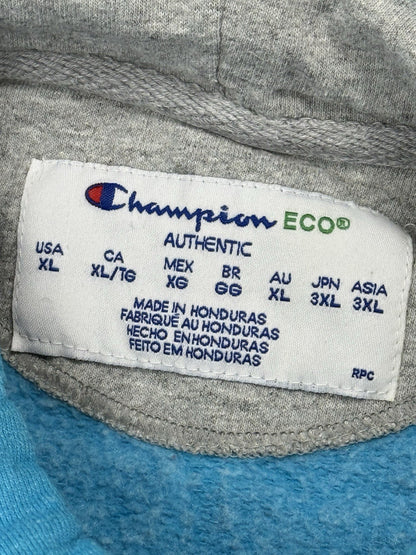 Champion ECO®
AUTHENTIC
USA CA MEX BR AU JPN ASIA
XL XL/TG XG GG XL 3XL 3XL
MADE IN HONDURAS
FABRIQUÉ AU HONDURAS
HECHO EN HONDURAS
FEITO EM HONDURAS
RPC